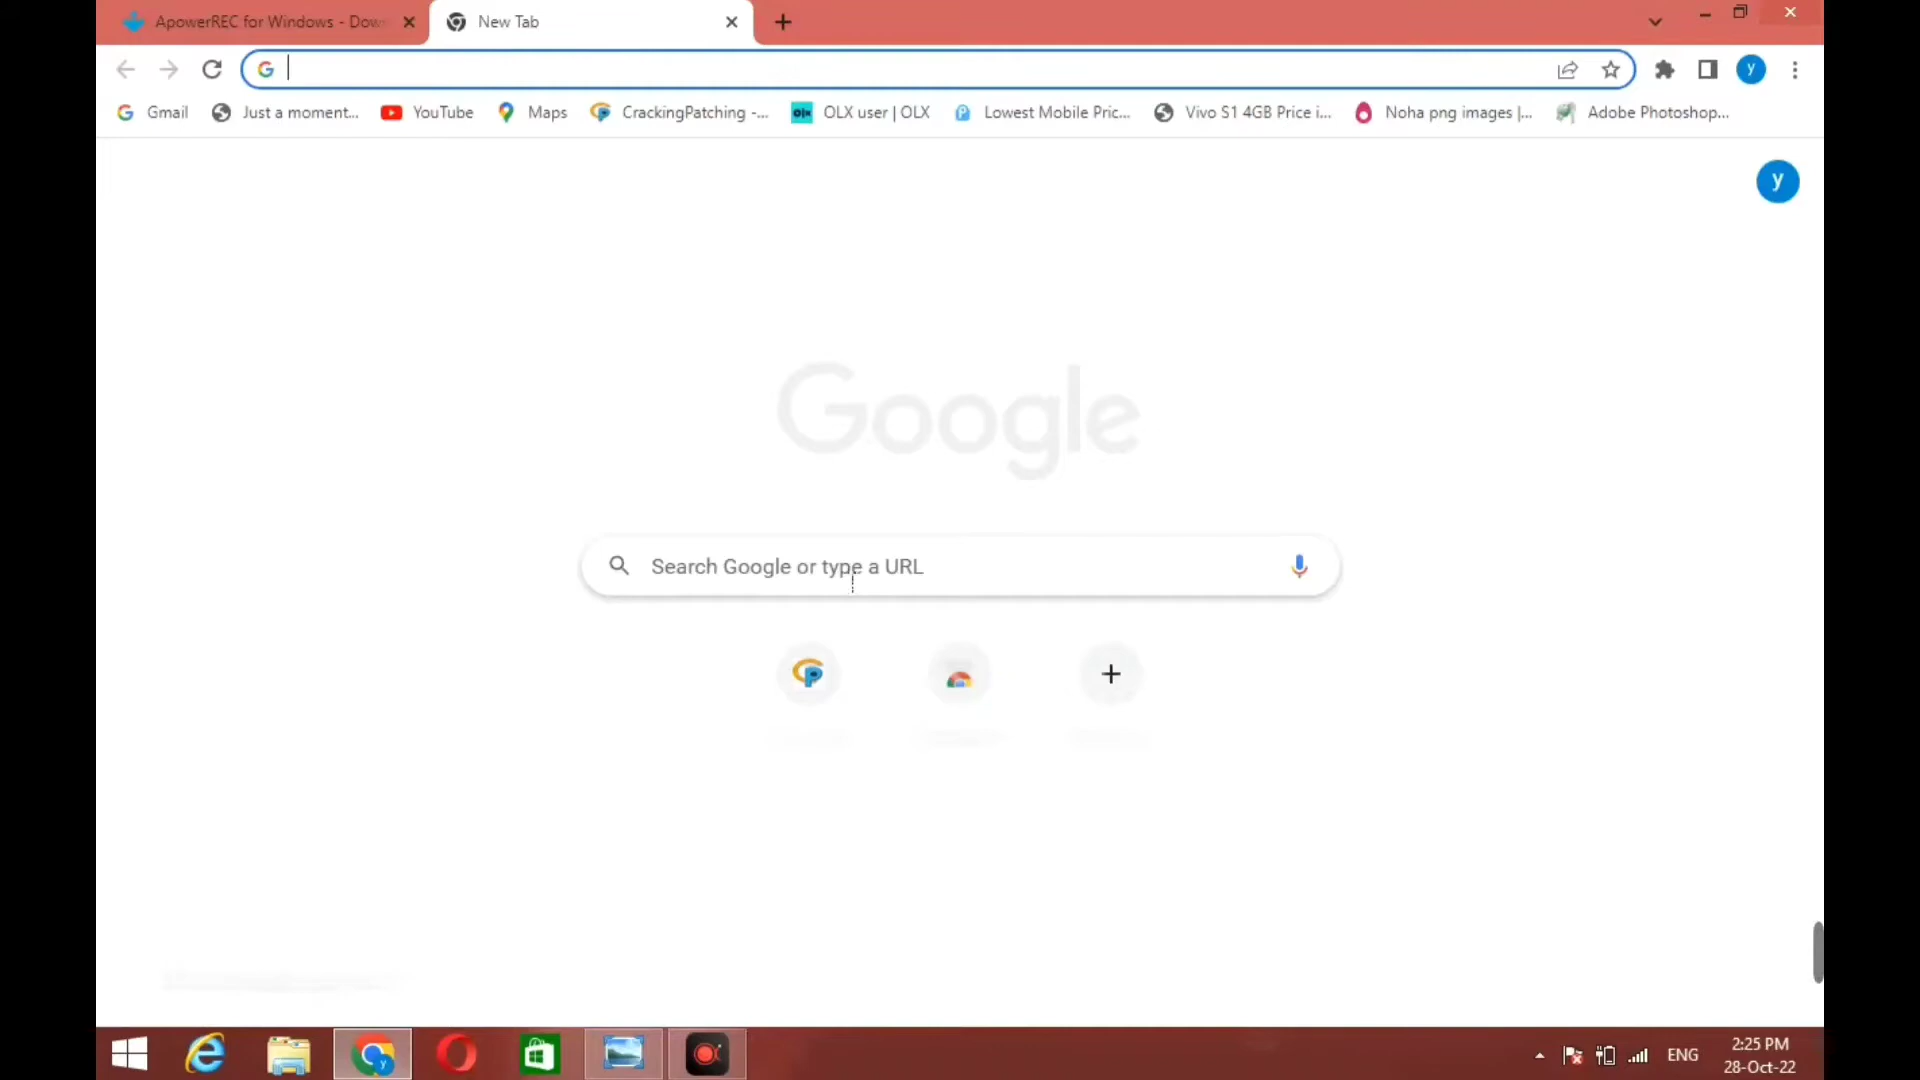 ApowerREC for Windows - Dow
New Tab
Gmail
Just a moment...
YouTube
Maps
CrackingPatching -...
OLX user | OLX
Lowest Mobile Pric...
Vivo S1 4GB Price i...
Noha png images |...
Adobe Photoshop...
y
Google
Search Google or type a URL
ENG
2:25 PM
28-Oct-22